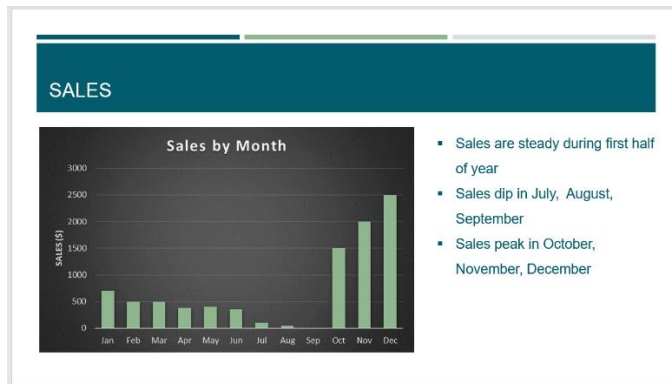 SALES
Sales by Month
3000
2500
2000
1500
1000
500
0
SALES ($)
Jan Feb Mar Apr May Jun Jul Aug Sep Oct Nov Dec
▪ Sales are steady during first half
of year
▪ Sales dip in July, August,
September
▪ Sales peak in October,
November, December